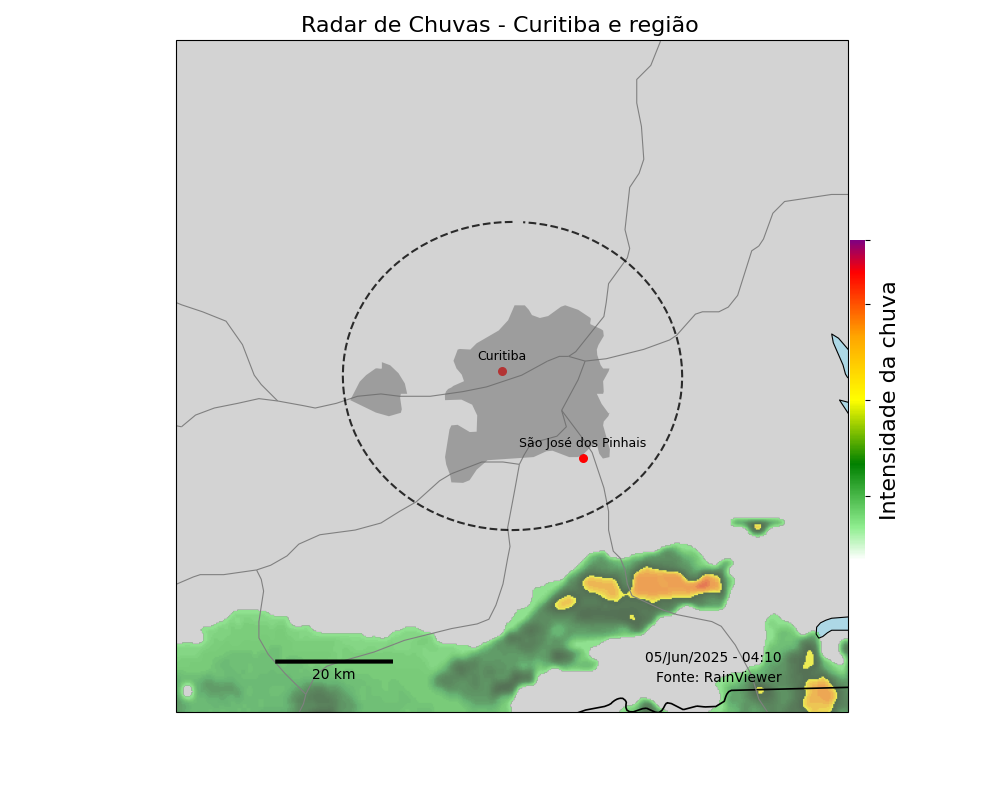 Radar de Chuvas - Curitiba e região
Curitiba
São José dos Pinhais
Intensidade da chuva
05/Jun/2025 - 04:10
20 km
Fonte: RainViewer